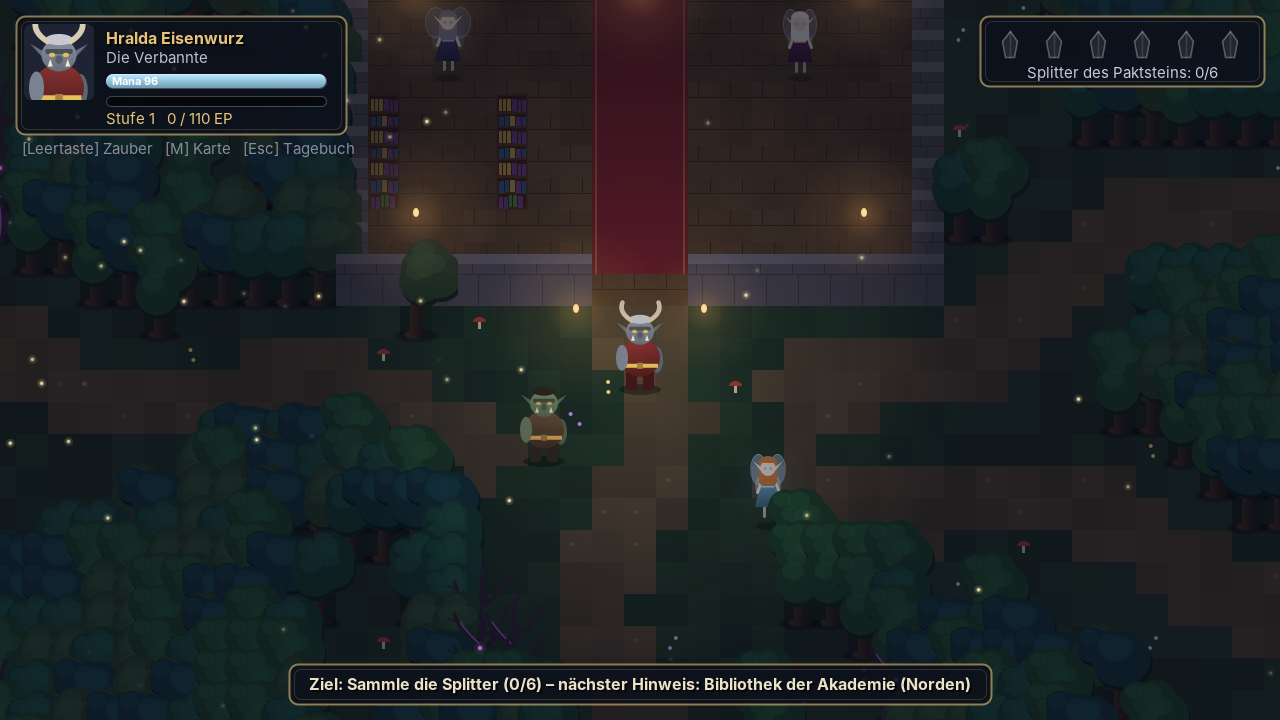 Hralda Eisenwurz
Die Verbannte
Mana 96
Stufe 1 0 / 110 EP
[Leertaste] Zauber [M] Karte [Esc] Tagebuch
Splitter des Paktsteins: 0/6
Ziel: Sammle die Splitter (0/6) – nächster Hinweis: Bibliothek der Akademie (Norden)